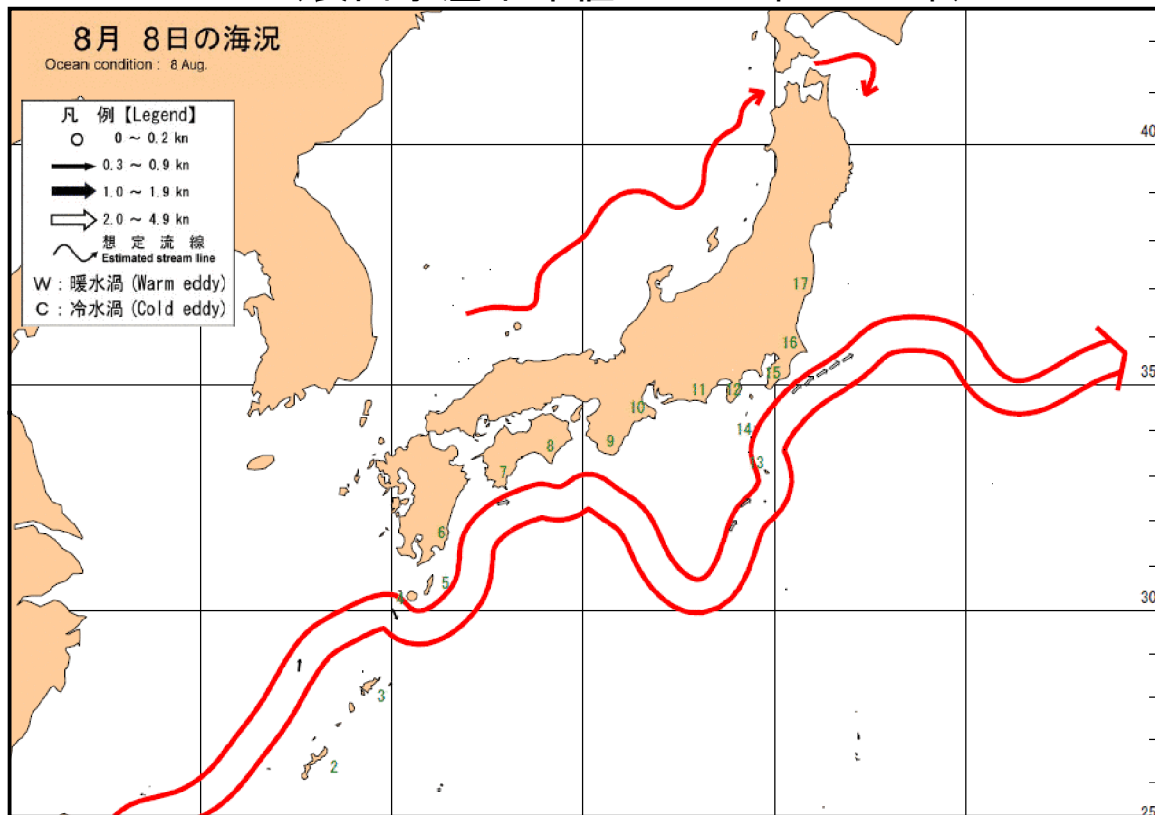 8月 8日の海況
Ocean condition : 8 Aug.
凡 例【Legend】
0 ～ 0.2 kn
0.3 ～ 0.9 kn
1.0 ～ 1.9 kn
2.0 ～ 4.9 kn
想 定 流 線
Estimated stream line
W : 暖水渦 (Warm eddy)
C : 冷水渦 (Cold eddy)
40
17
16
35
15
12
11
10
14
9
8
13
7
6
5
4
30
3
2
25